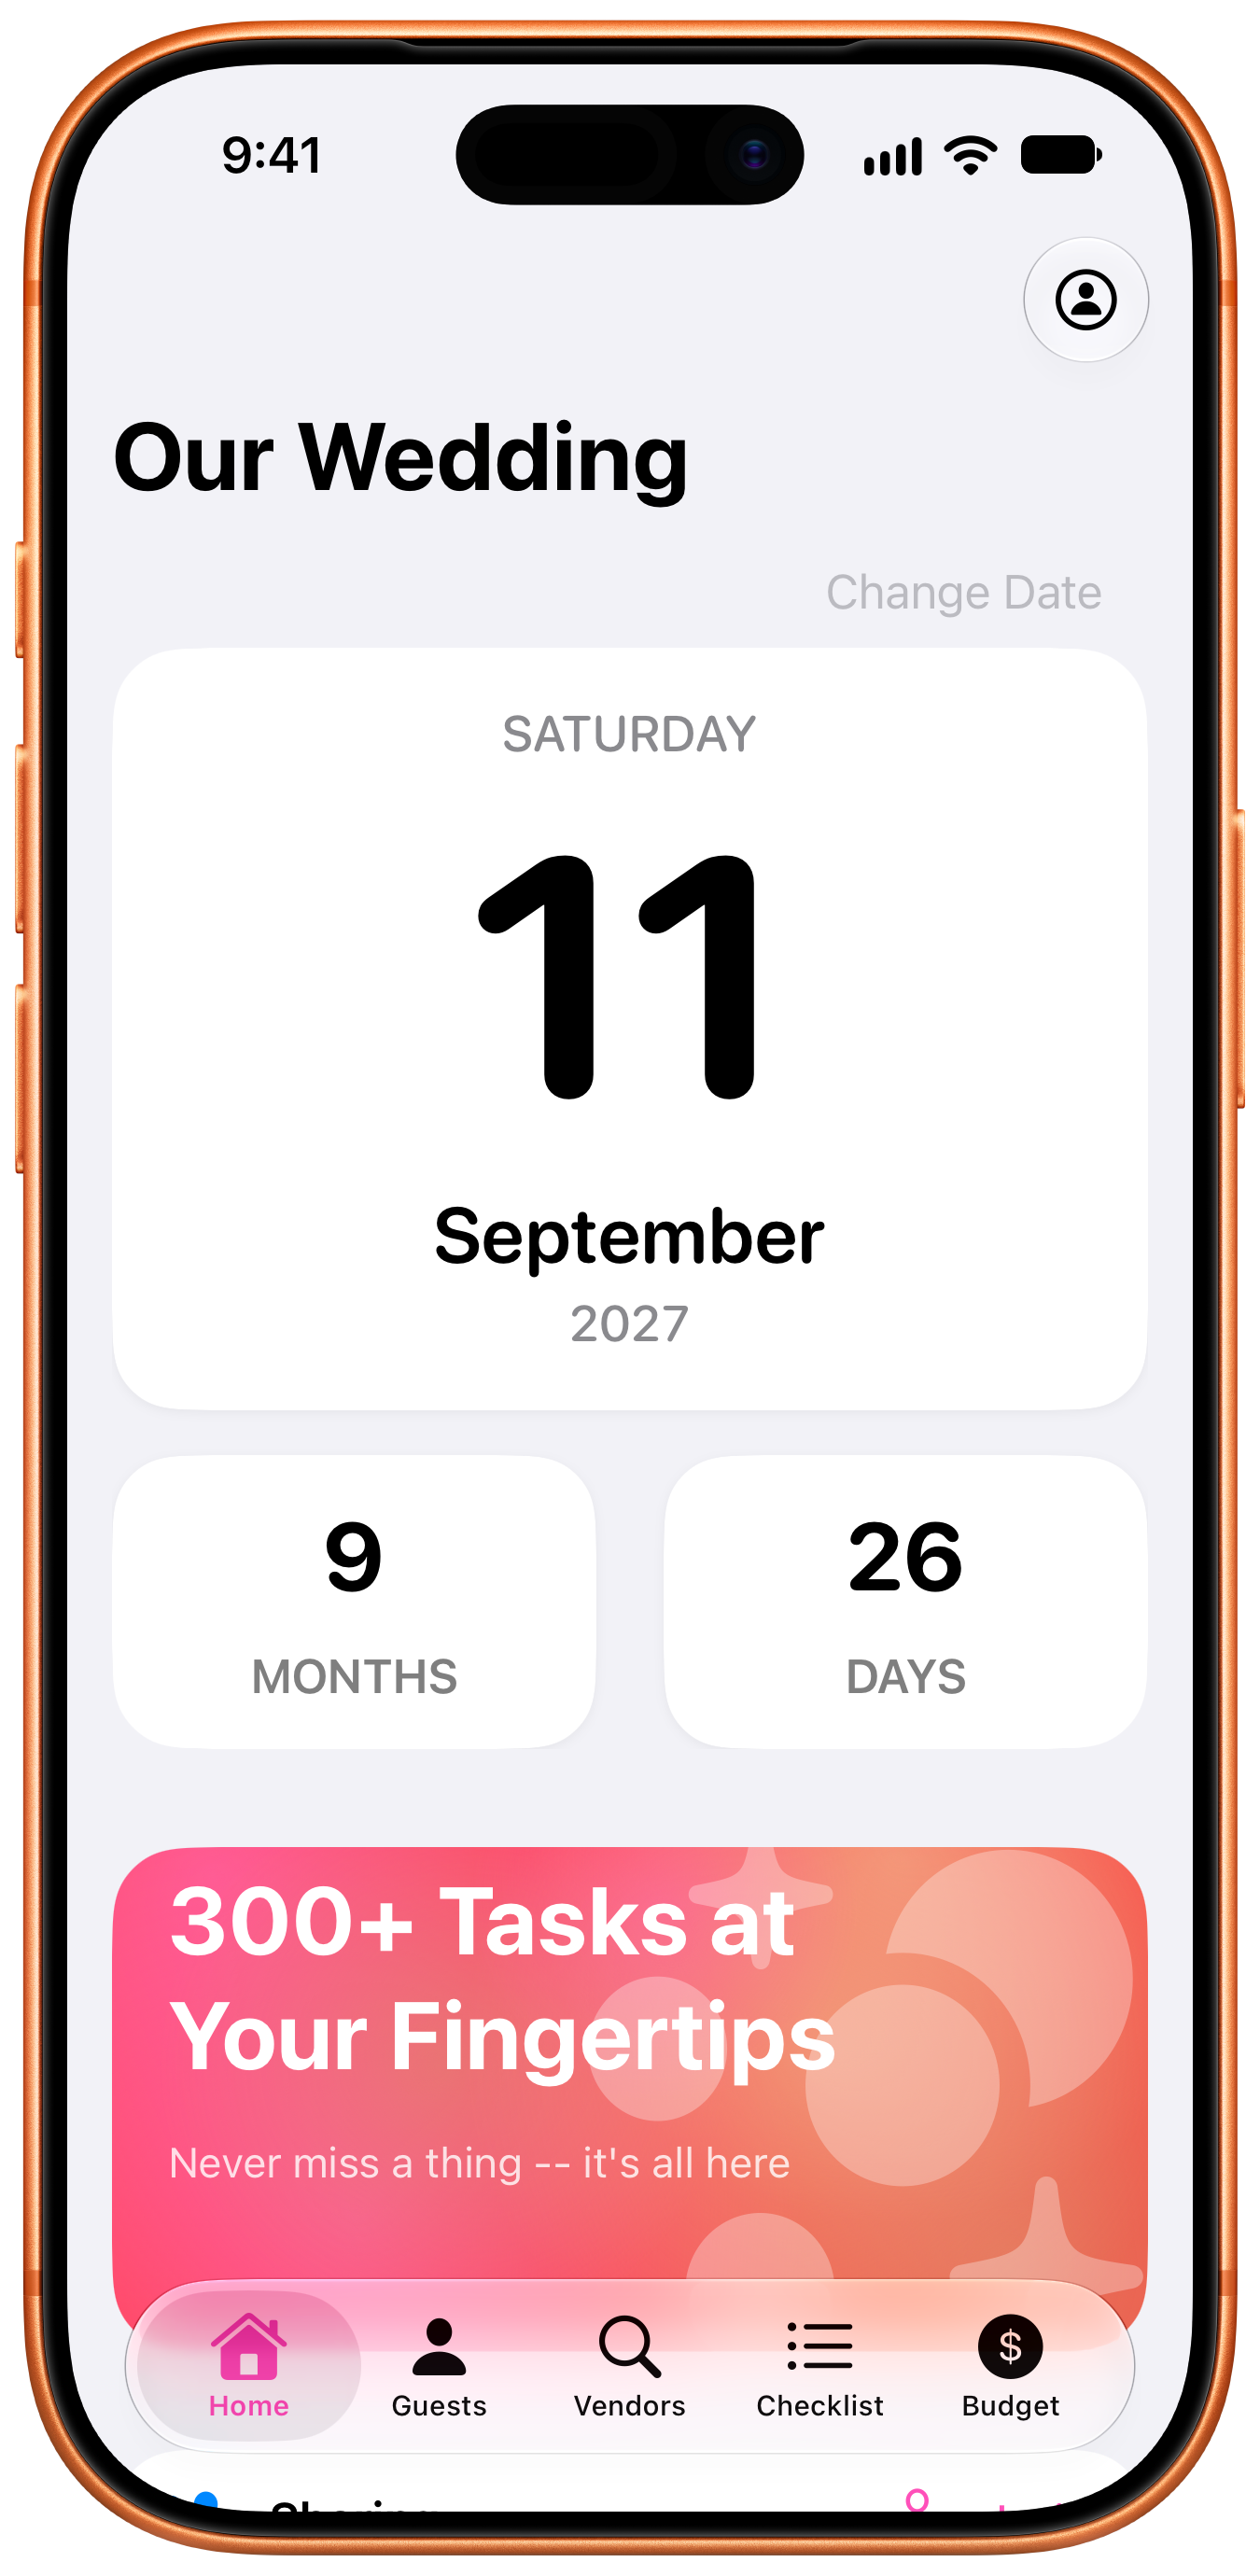 9:41
Our Wedding
Change Date
SATURDAY
11
September
2027
9
MONTHS
26
DAYS
300+ Tasks at
Your Fingertips
Never miss a thing -- it's all here
Home
Guests
Vendors
Checklist
Budget